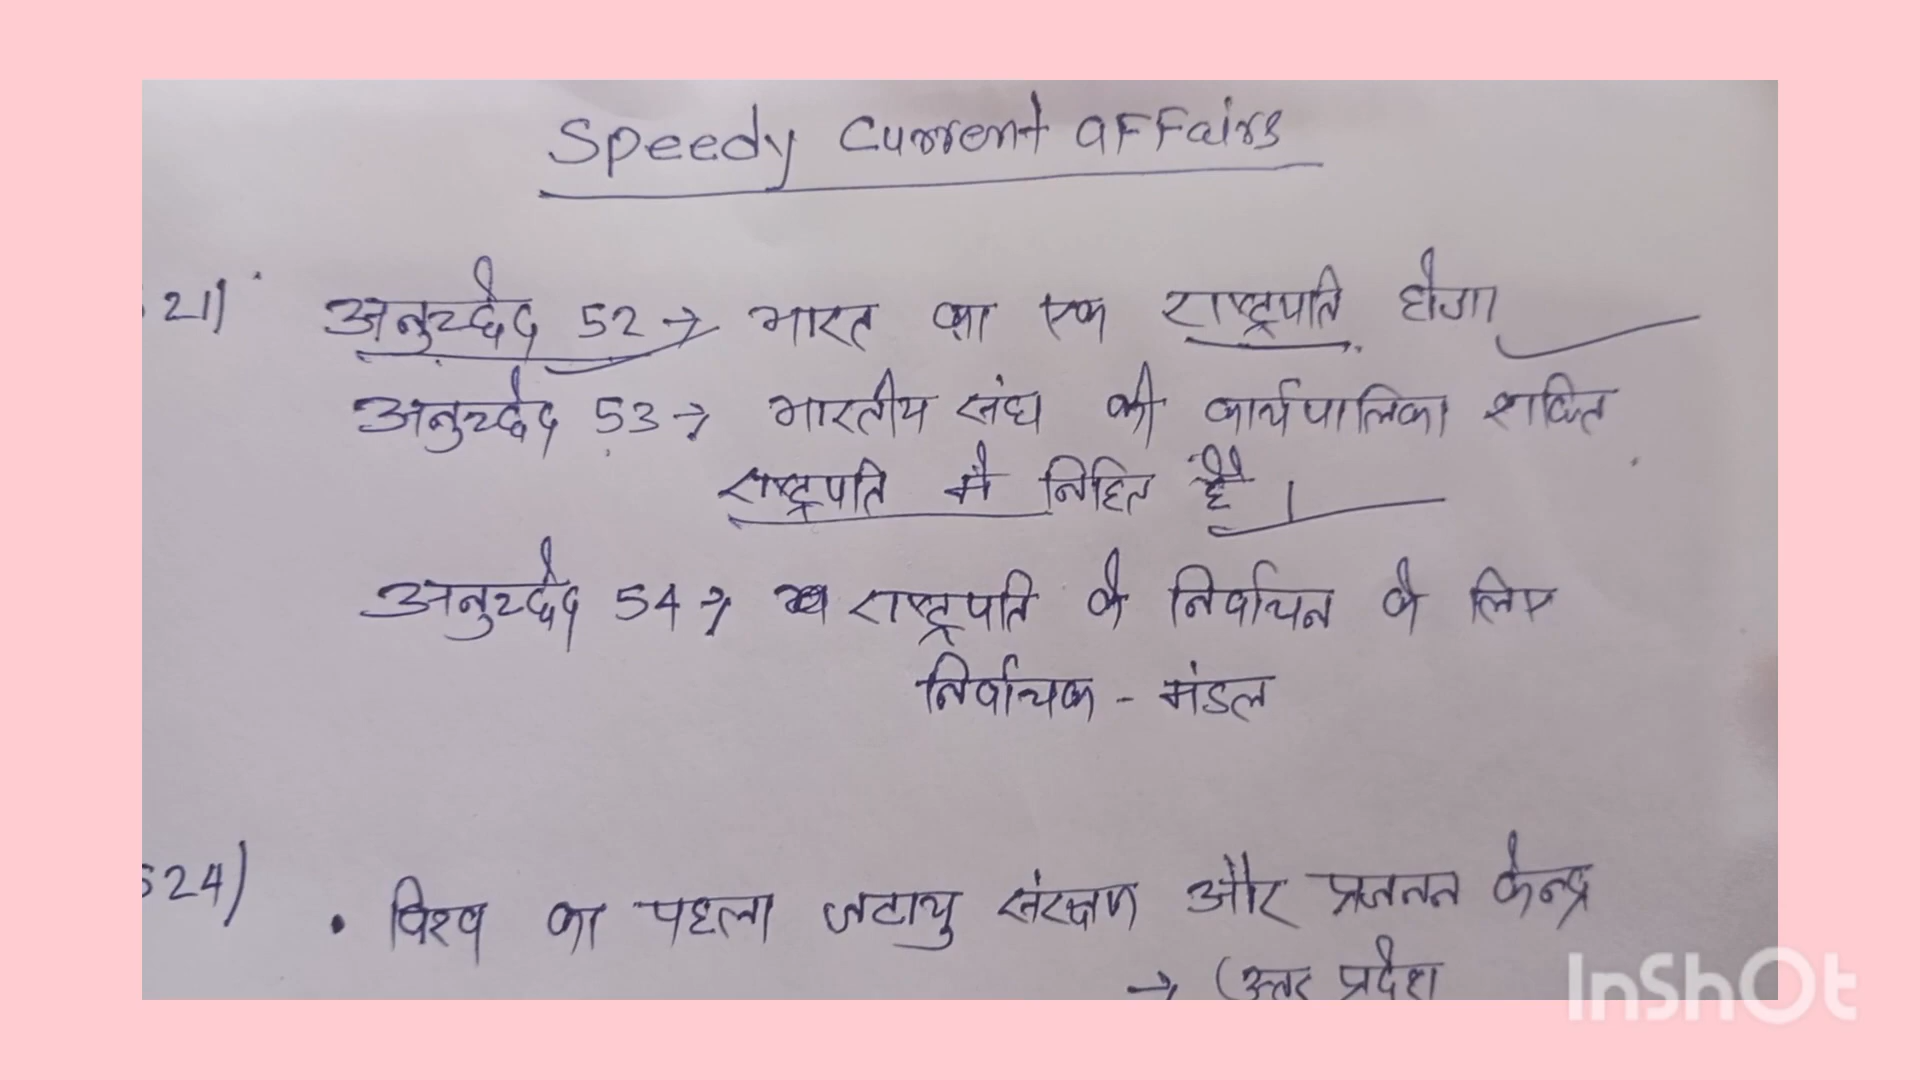 Speedy Current affairs
21) अनुच्छेद 52 → भारत का एक राष्ट्रपति होगा
अनुच्छेद 53 → भारतीय संघ की कार्यपालिका शक्ति
राष्ट्रपति में निहित है।
अनुच्छेद 54 → राष्ट्रपति के निर्वाचन के लिए
निर्वाचक - मंडल
524) • विश्व का पहला जटायु संरक्षण और प्रजनन केन्द्र
→ (उत्तर प्रदेश
InShOt